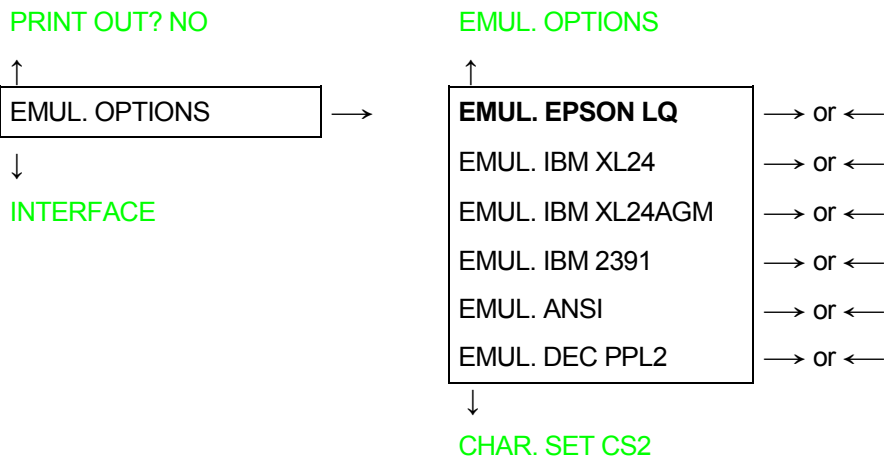 PRINT OUT? NO
EMUL. OPTIONS
↑
↑
EMUL. OPTIONS
→
EMUL. EPSON LQ
→ or ←
↓
EMUL. IBM XL24
→ or ←
INTERFACE
EMUL. IBM XL24AGM
→ or ←
EMUL. IBM 2391
→ or ←
EMUL. ANSI
→ or ←
EMUL. DEC PPL2
→ or ←
↓
CHAR. SET CS2